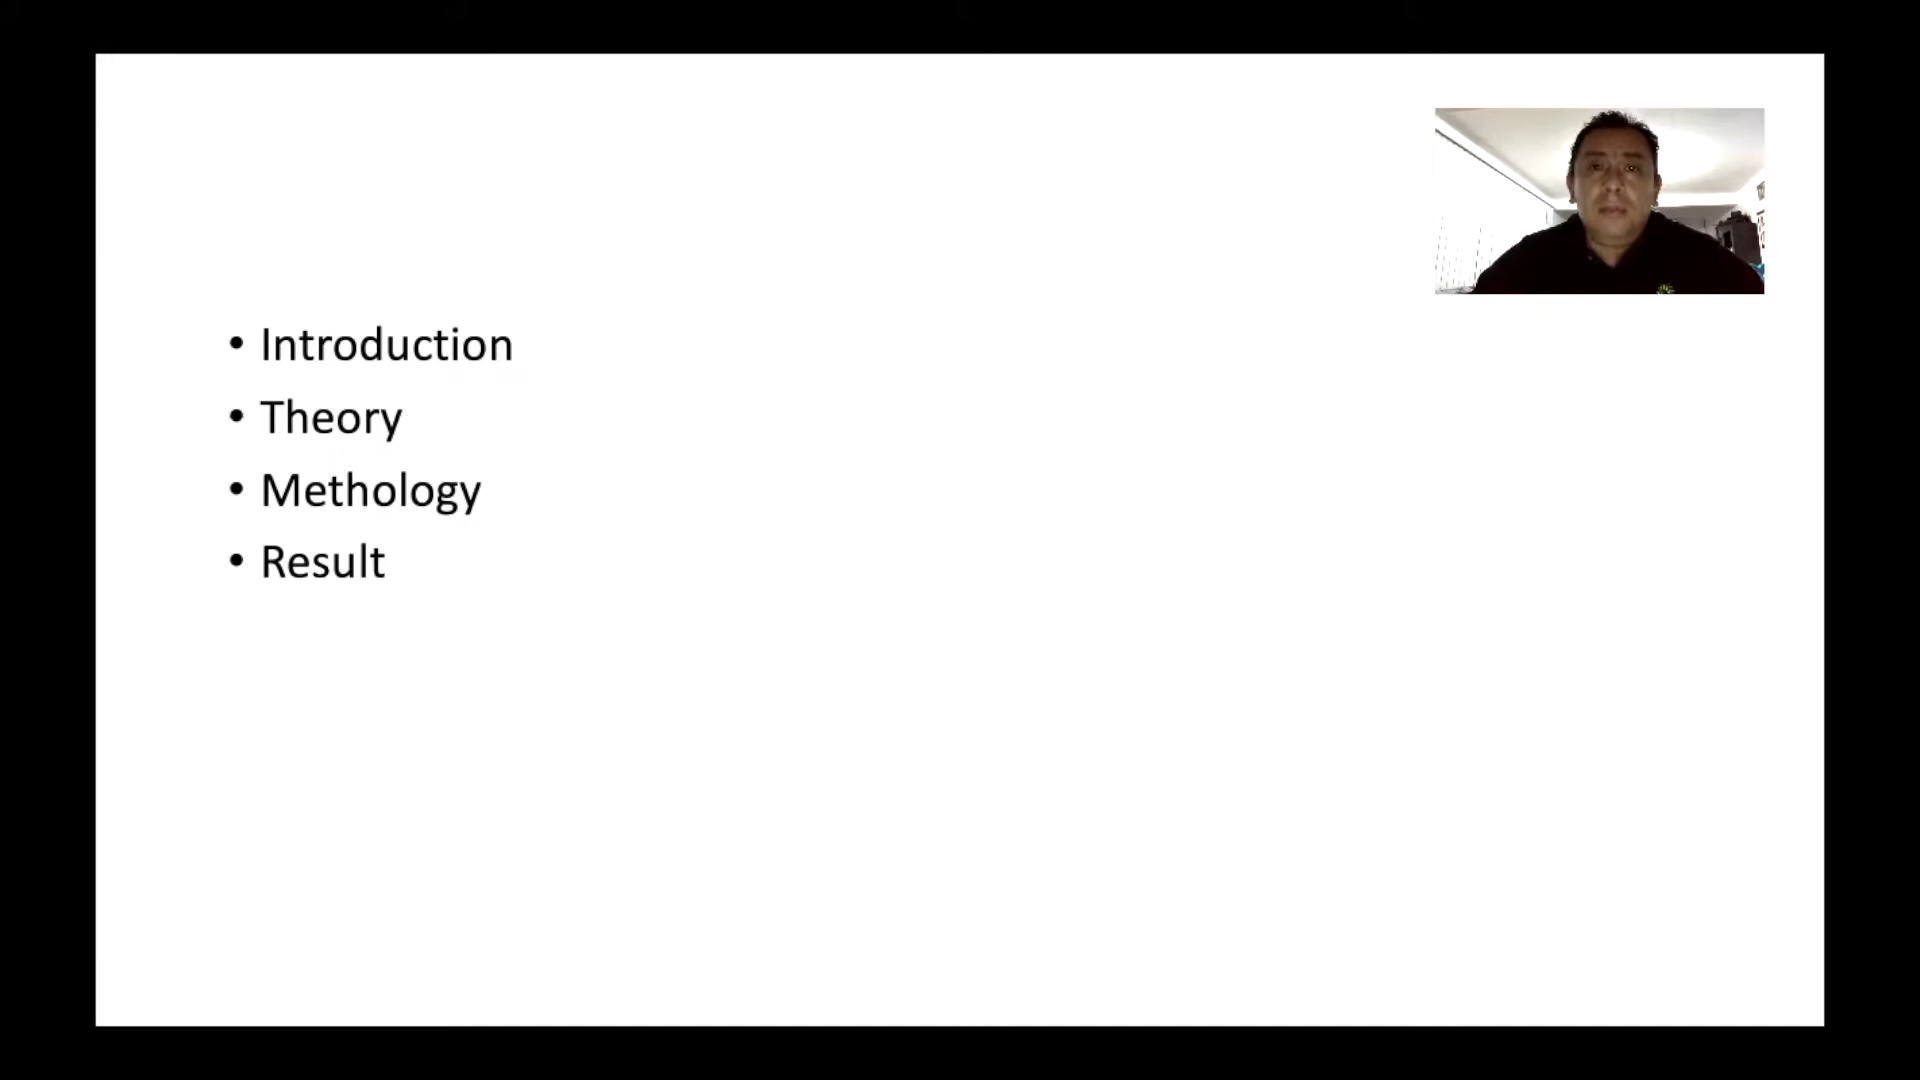 • Introduction
• Theory
• Methology
• Result